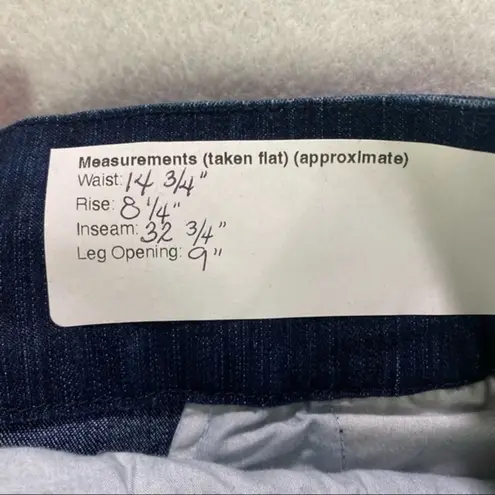 Measurements (taken flat) (approximate)
Waist: 14 3/4"
Rise: 8 1/4"
Inseam: 32 3/4"
Leg Opening: 9"